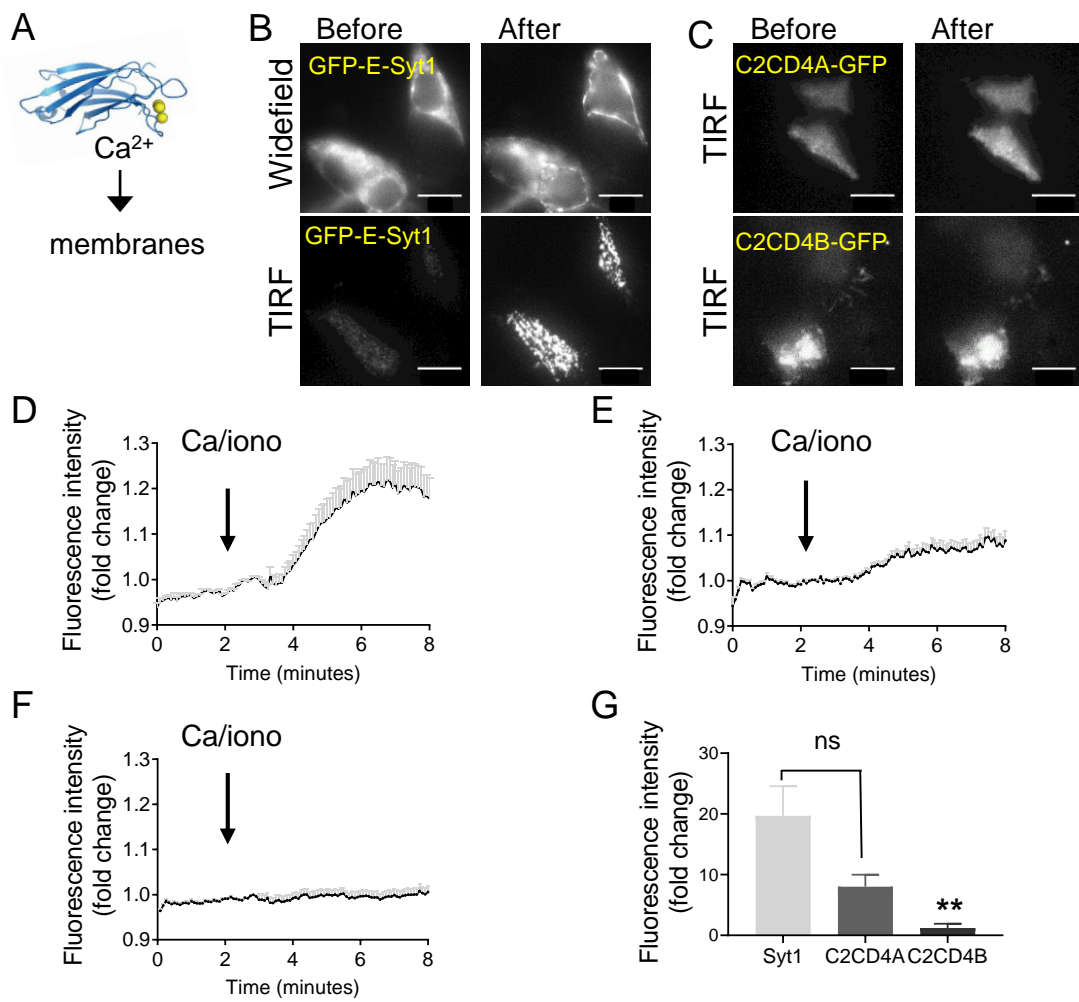 A
Ca2+
membranes
B
Before
After
Widefield
GFP-E-Syt1
TIRF
GFP-E-Syt1
C
Before
After
TIRF
C2CD4A-GFP
TIRF
C2CD4B-GFP
D
Fluorescence intensity
(fold change)
Ca/iono
1.3
1.2
1.1
1.0
0.9
0 2 4 6 8
Time (minutes)
E
Fluorescence intensity
(fold change)
Ca/iono
1.3
1.2
1.1
1.0
0.9
0 2 4 6 8
Time (minutes)
F
Fluorescence intensity
(fold change)
Ca/iono
1.3
1.2
1.1
1.0
0.9
0 2 4 6 8
Time (minutes)
G
Fluorescence intensity
(fold change)
30
20
10
0
ns
**
Syt1 C2CD4A C2CD4B